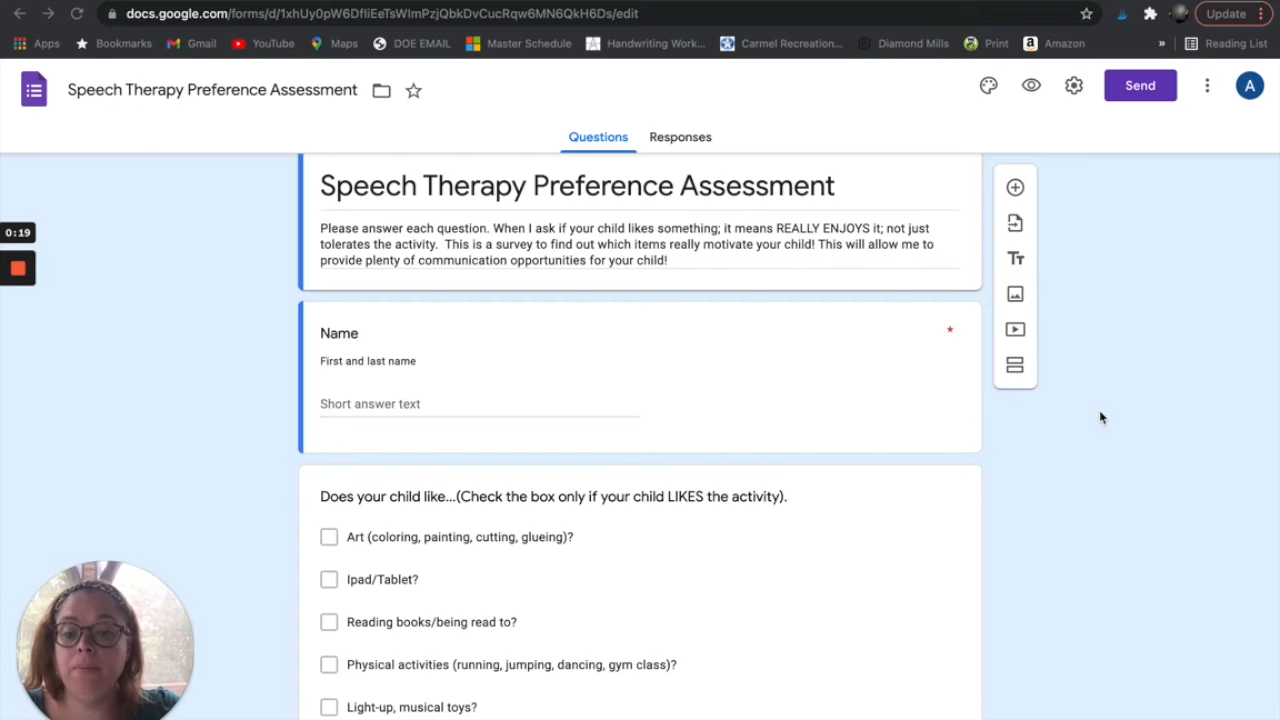 docs.google.com/forms/d/1xhUy0pW6DfIiEeTsWlmPzjQbkDvCucRqw6MN6QkH6Ds/edit
Update
Apps
Bookmarks
Gmail
YouTube
Maps
DOE EMAIL
Master Schedule
Handwriting Work...
Carmel Recreation...
Diamond Mills
Print
Amazon
»
Reading List
Speech Therapy Preference Assessment
Send
A
Questions
Responses
Speech Therapy Preference Assessment
Please answer each question. When I ask if your child likes something; it means REALLY ENJOYS it; not just
tolerates the activity.  This is a survey to find out which items really motivate your child! This will allow me to
provide plenty of communication opportunities for your child!
0:19
Name
*
First and last name
Short answer text
Does your child like...(Check the box only if your child LIKES the activity).
Art (coloring, painting, cutting, glueing)?
Ipad/Tablet?
Reading books/being read to?
Physical activities (running, jumping, dancing, gym class)?
Light-up, musical toys?